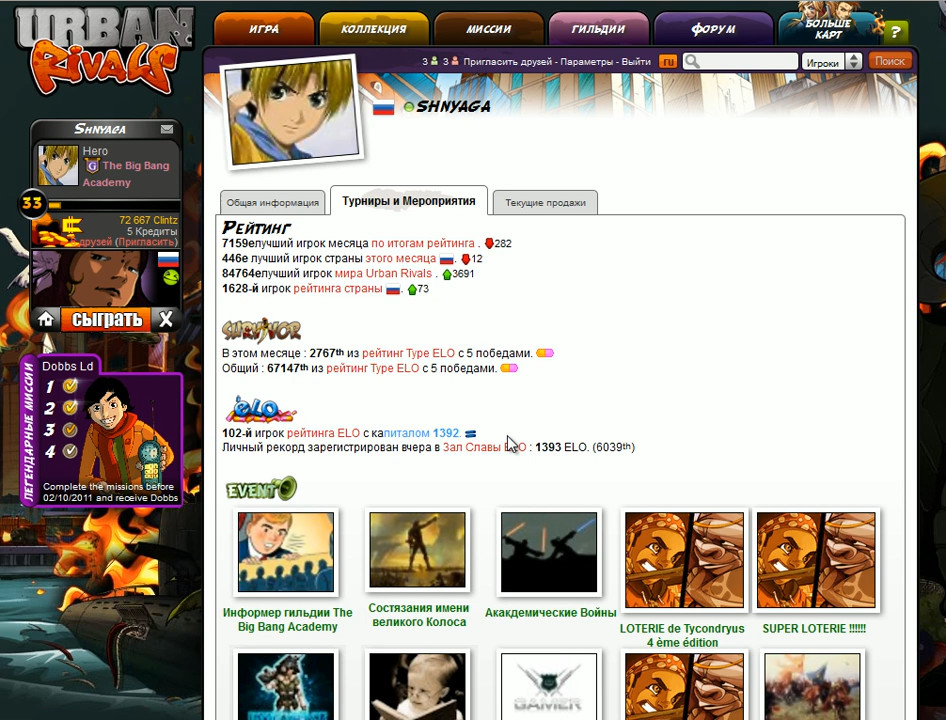 URBAN
RIVALS
ИГРА
КОЛЛЕКЦИЯ
МИССИИ
ГИЛЬДИИ
ФОРУМ
БОЛЬШЕ
КАРТ
?
3 3 Пригласить друзей - Параметры - Выйти
ru
Игроки
Поиск
SHNYAGA
SHNYAGA
Hero
G The Big Bang
Academy
33
72 667 Clintz
5 Кредиты
друзей (Пригласить)
СЫГРАТЬ X
Dobbs Ld
ЛЕГЕНДАРНЫЕ МИССИИ
1
2
3
4
Complete the missions before
02/10/2011 and receive Dobbs
Общая информация
Турниры и Мероприятия
Текущие продажи
РЕЙТИНГ
7159елучший игрок месяца по итогам рейтинга . 282
446е лучший игрок страны этого месяца . 12
84764елучший игрок мира Urban Rivals . 3691
1628-й игрок рейтинга страны . 73
SURVIVOR
В этом месяце : 2767th из рейтинг Type ELO с 5 победами.
Общий : 67147th из рейтинг Type ELO с 5 победами.
ELO
102-й игрок рейтинга ELO с капиталом 1392.
Личный рекорд зарегистрирован вчера в Зал Славы ELO : 1393 ELO. (6039th)
EVENT
Информер гильдии The
Big Bang Academy
Состязания имени
великого Колоса
Акакдемические Войны
LOTERIE de Tycondryus
4 ème édition
SUPER LOTERIE !!!!!!
GAMER